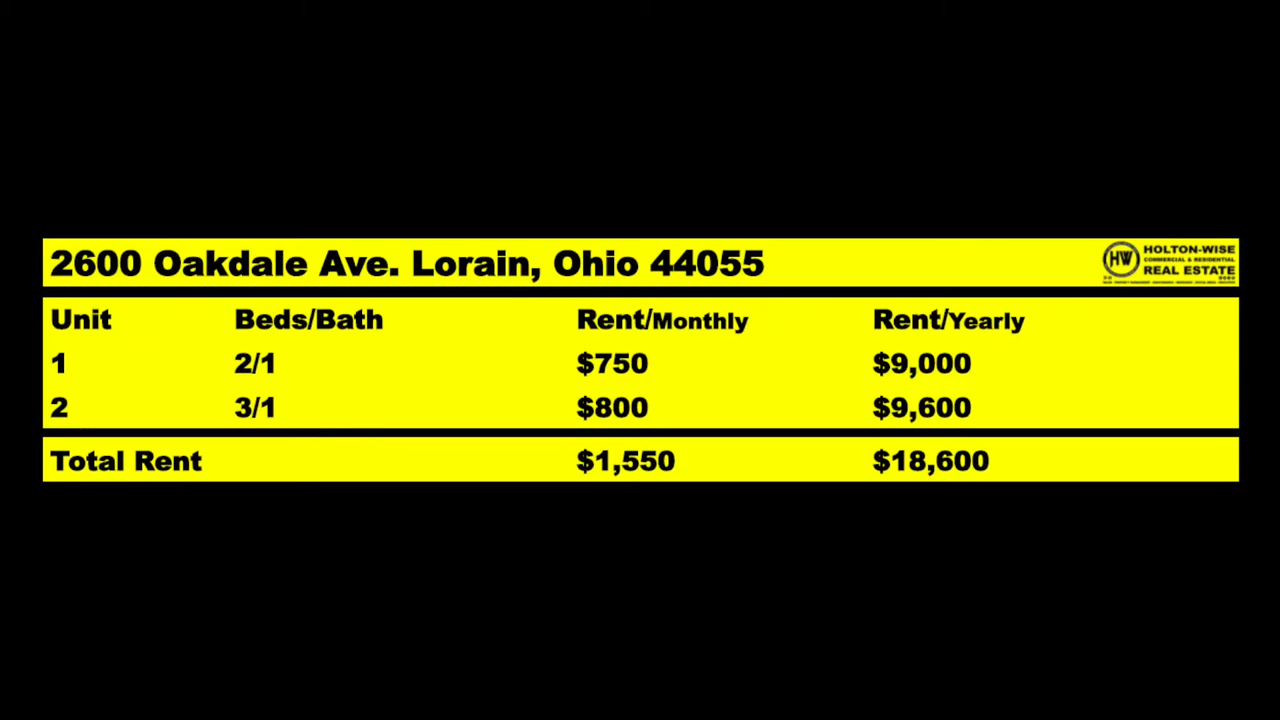 2600 Oakdale Ave. Lorain, Ohio 44055
HW
HOLTON-WISE
COMMERCIAL & RESIDENTIAL
REAL ESTATE
Unit Beds/Bath Rent/Monthly Rent/Yearly
1 2/1 $750 $9,000
2 3/1 $800 $9,600
Total Rent $1,550 $18,600